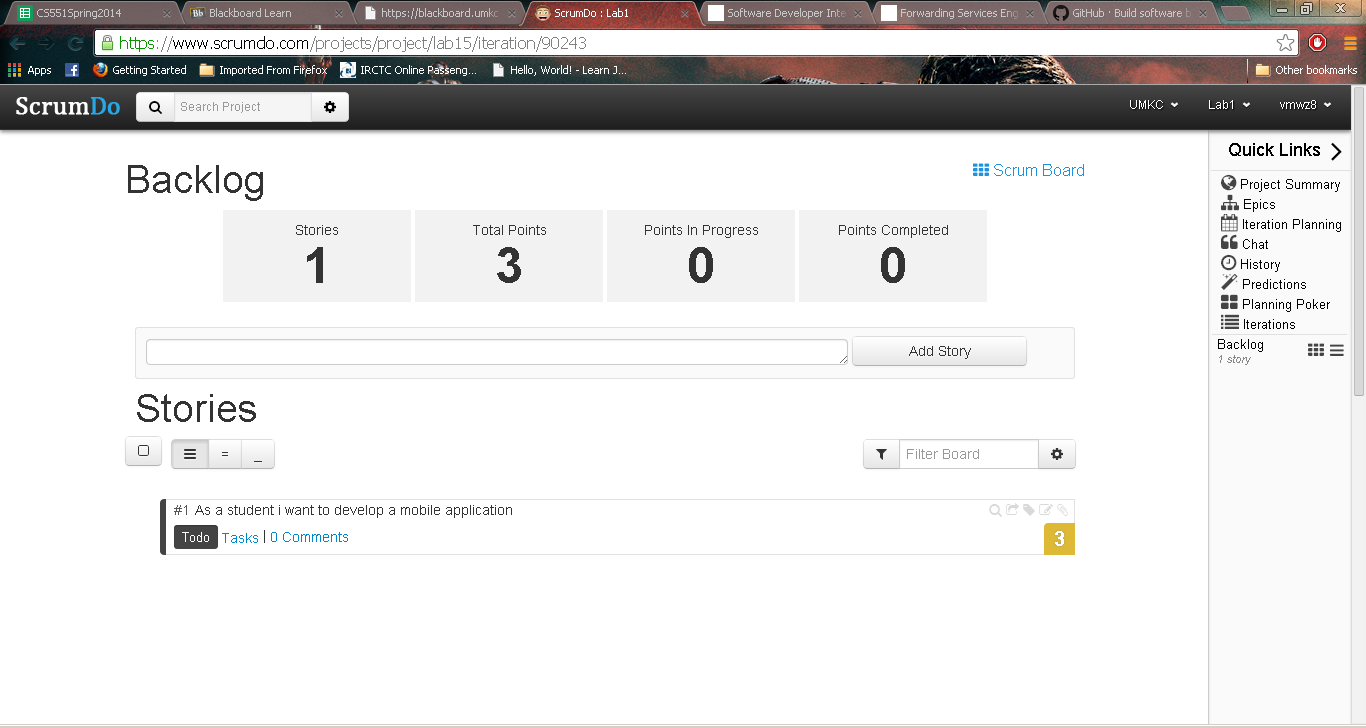 CS551Spring2014
Blackboard Learn
https://blackboard.umkc
ScrumDo : Lab1
Software Developer Inte
Forwarding Services Eng
GitHub · Build software b
https://www.scrumdo.com/projects/project/lab15/iteration/90243
Apps
Getting Started
Imported From Firefox
IRCTC Online Passeng...
Hello, World! - Learn J...
Other bookmarks
ScrumDo
Search Project
UMKC
Lab1
vmwz8
Quick Links
Backlog
Scrum Board
Project Summary
Epics
Iteration Planning
Chat
History
Predictions
Planning Poker
Iterations
Backlog
1 story
Stories
1
Total Points
3
Points In Progress
0
Points Completed
0
Add Story
Stories
= _
Filter Board
#1 As a student i want to develop a mobile application
Todo Tasks | 0 Comments
3